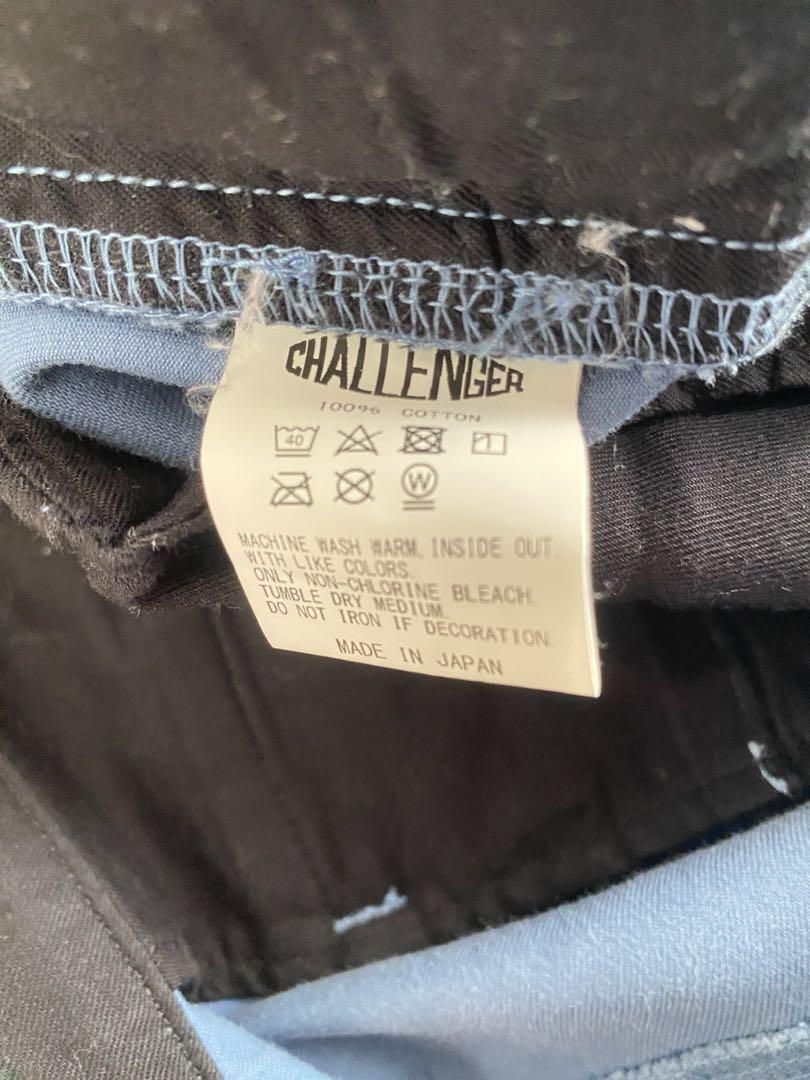 CHALLENGER
100% COTTON
40
W
MACHINE WASH WARM, INSIDE OUT.
WITH LIKE COLORS.
ONLY NON-CHLORINE BLEACH.
TUMBLE DRY MEDIUM.
DO NOT IRON IF DECORATION.
MADE IN JAPAN